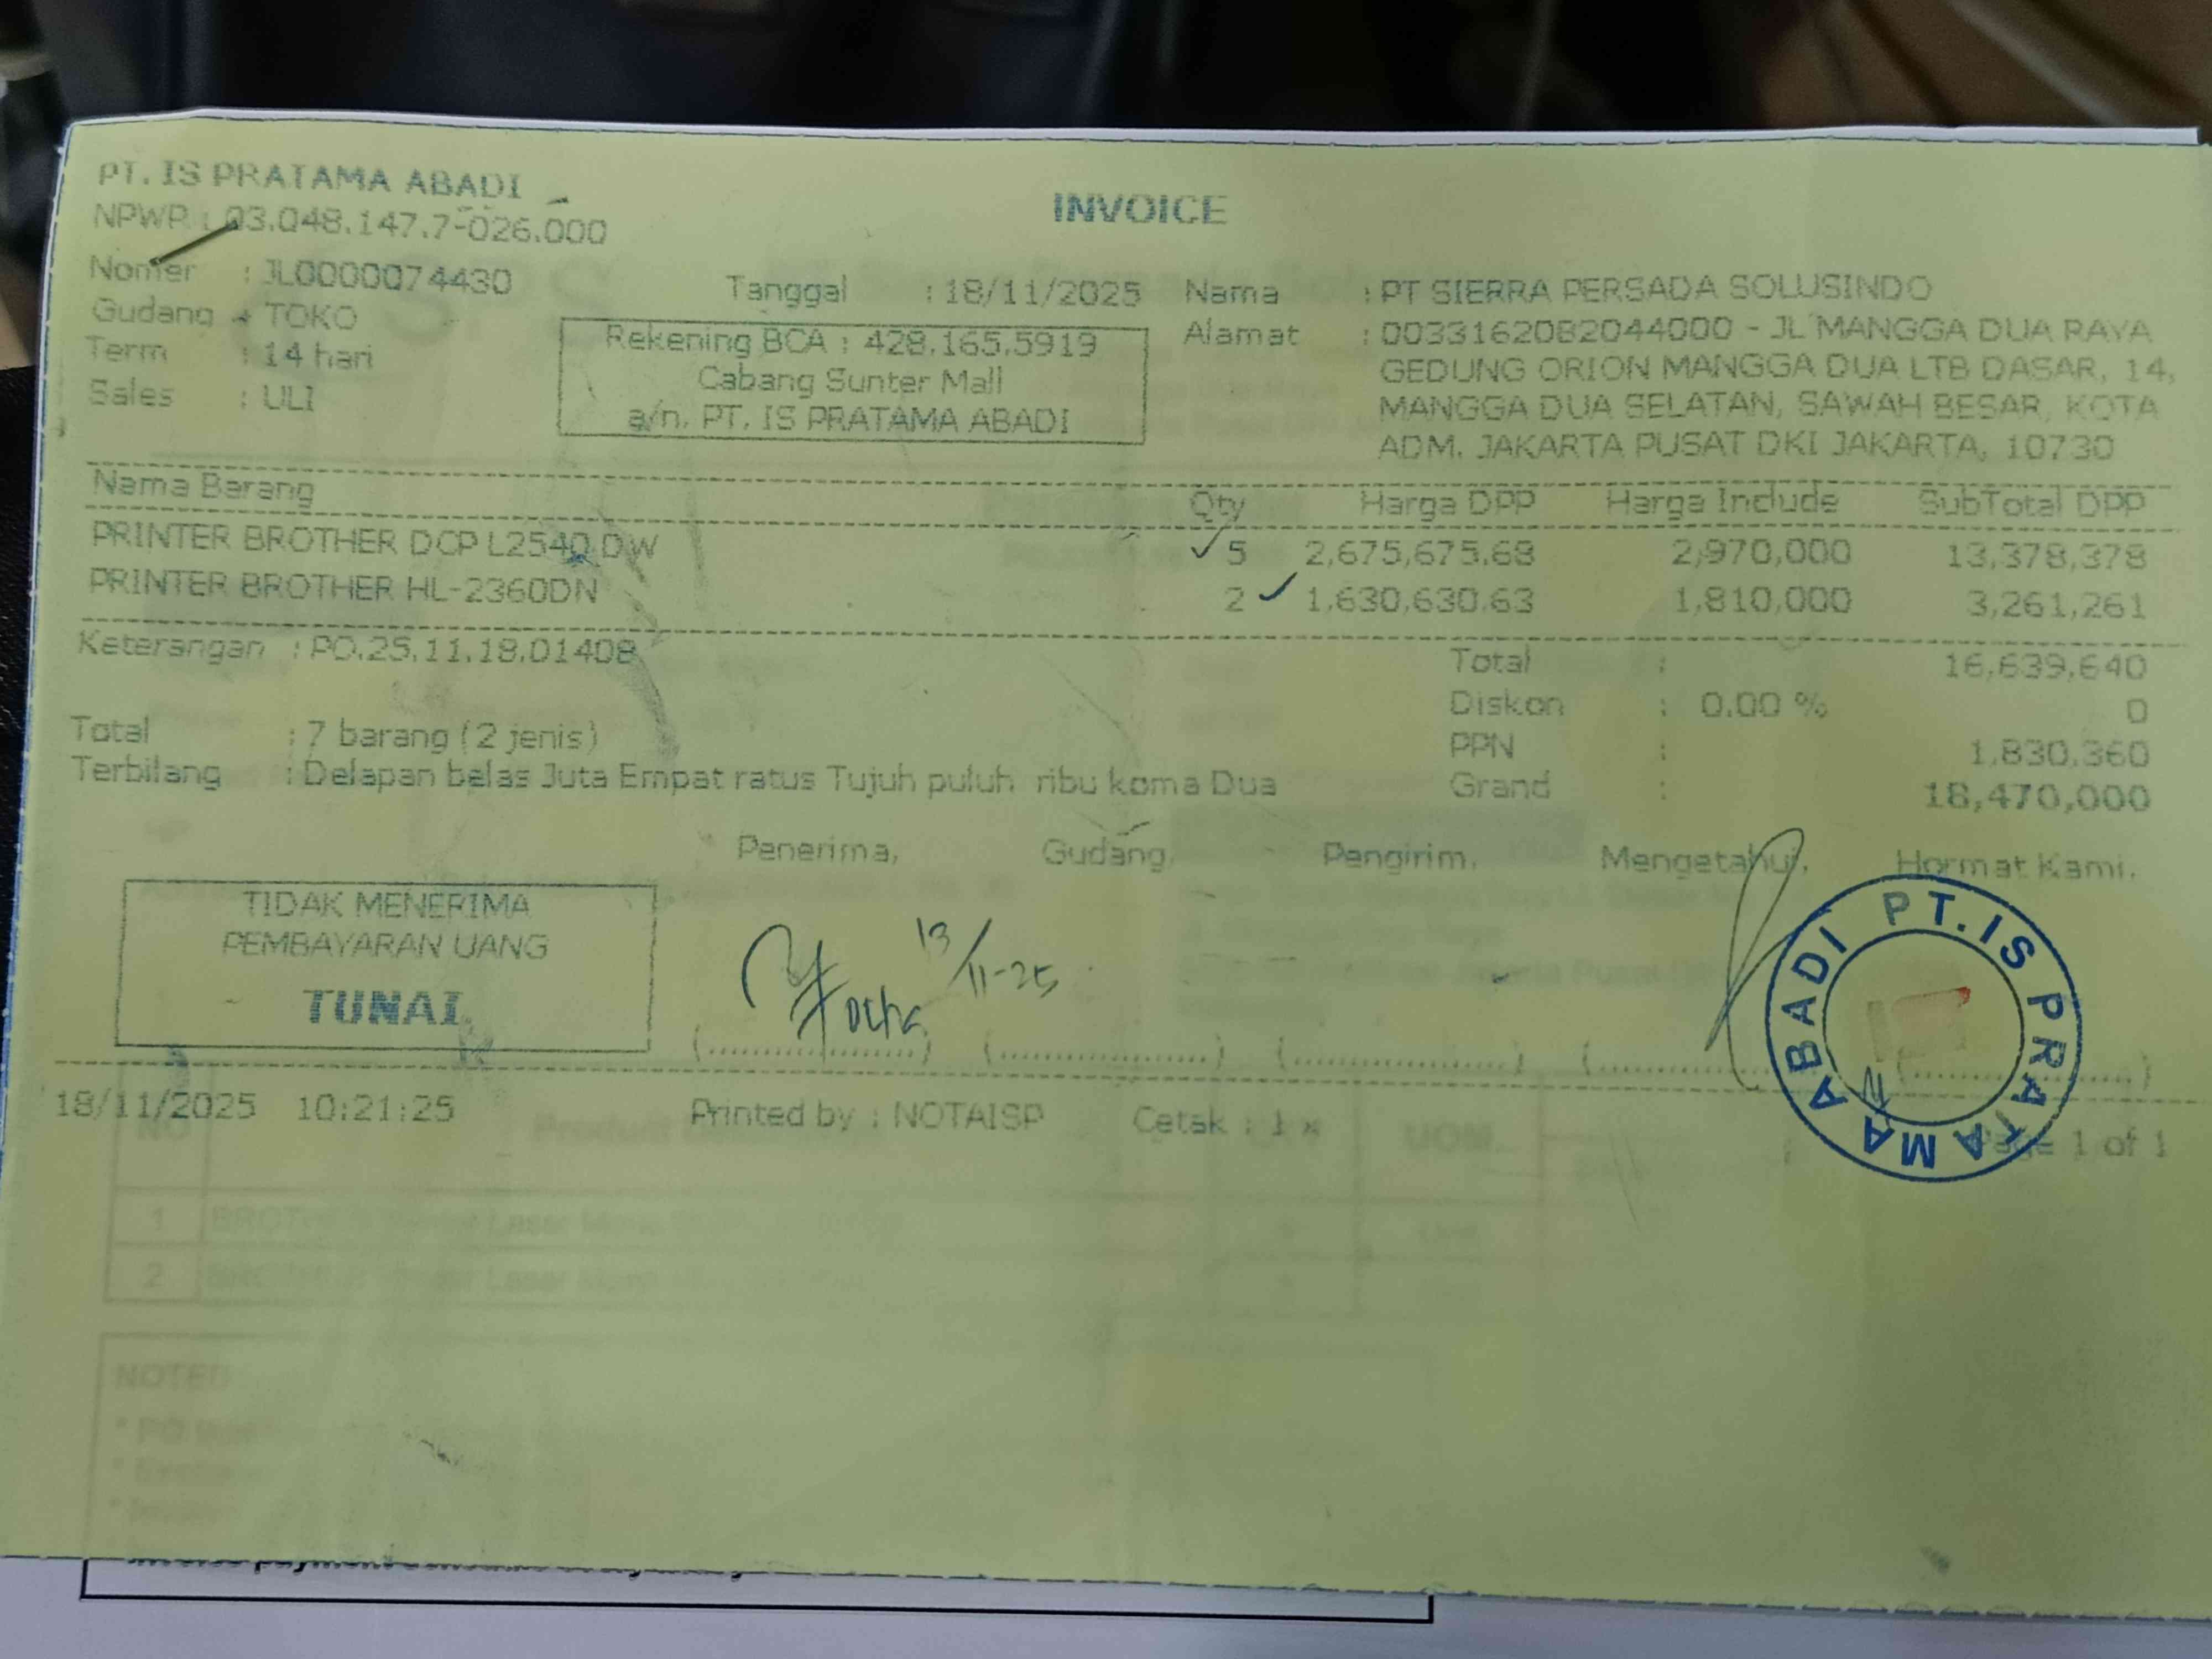 PT. IS PRATAMA ABADI
INVOICE
NPWP : 03.048.147.7-026.000
Nomer : JL0000074430
Gudang : TOKO
Term : 14 hari
Sales : ULI
Tanggal : 18/11/2025
Rekening BCA : 428.165.5919
Cabang Sunter Mall
a/n. PT. IS PRATAMA ABADI
Nama : PT SIERRA PERSADA SOLUSINDO
Alamat : 0033162082044000 - JL MANGGA DUA RAYA
GEDUNG ORION MANGGA DUA LTB DASAR, 14,
MANGGA DUA SELATAN, SAWAH BESAR, KOTA
ADM. JAKARTA PUSAT DKI JAKARTA, 10730
Nama Barang Qty Harga DPP Harga Include SubTotal DPP
PRINTER BROTHER DCP L2540 DW 5 2,675,675.68 2,970,000 13,378,378
PRINTER BROTHER HL-2360DN 2 1,630,630.63 1,810,000 3,261,261
Keterangan : PO.25.11.18.01408
Total : 16,639,640
Diskon : 0.00 % 0
PPN : 1,830,360
Grand : 18,470,000
Total : 7 barang (2 jenis)
Terbilang : Delapan belas Juta Empat ratus Tujuh puluh ribu koma Dua
Penerima, Gudang, Pengirim, Mengetahui, Hormat Kami,
TIDAK MENERIMA
PEMBAYARAN UANG
TUNAI
13/11-25
PT. IS PRATAMA ABADI
18/11/2025 10:21:25 Printed by : NOTAISP Cetak : 1 x Page 1 of 1
NO Product UOM
1 BROTHER Laser
2 Laser
NOTED